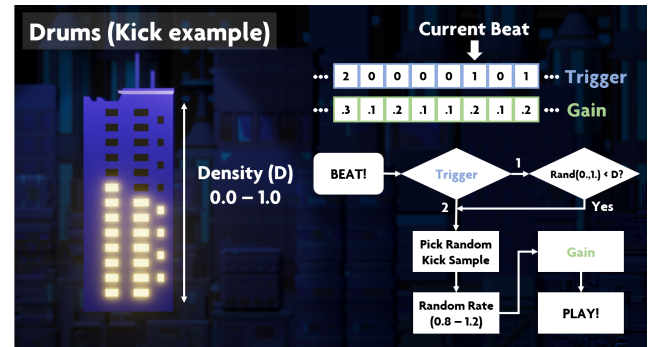 Drums (Kick example)
Current Beat
••• 2 0 0 0 0 1 0 1 ••• Trigger
••• .3 .1 .2 .1 .1 .2 .1 .2 ••• Gain
Density (D)
0.0 – 1.0
BEAT!
Trigger
1
Rand(0.,1.) < D?
2
Yes
Pick Random
Kick Sample
Gain
Random Rate
(0.8 – 1.2)
PLAY!